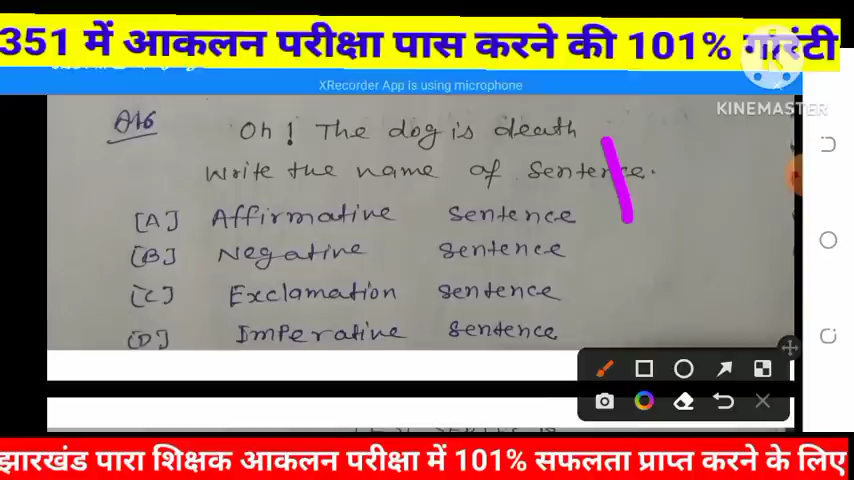 351 में आकलन परीक्षा पास करने की 101% गारंटी
XRecorder App is using microphone
KINEMASTER
Q16 Oh! The dog is death
Write the name of Sentence.
[A] Affirmative Sentence
[B] Negative Sentence
[C] Exclamation Sentence
[D] Imperative Sentence
झारखंड पारा शिक्षक आकलन परीक्षा में 101% सफलता प्राप्त करने के लिए